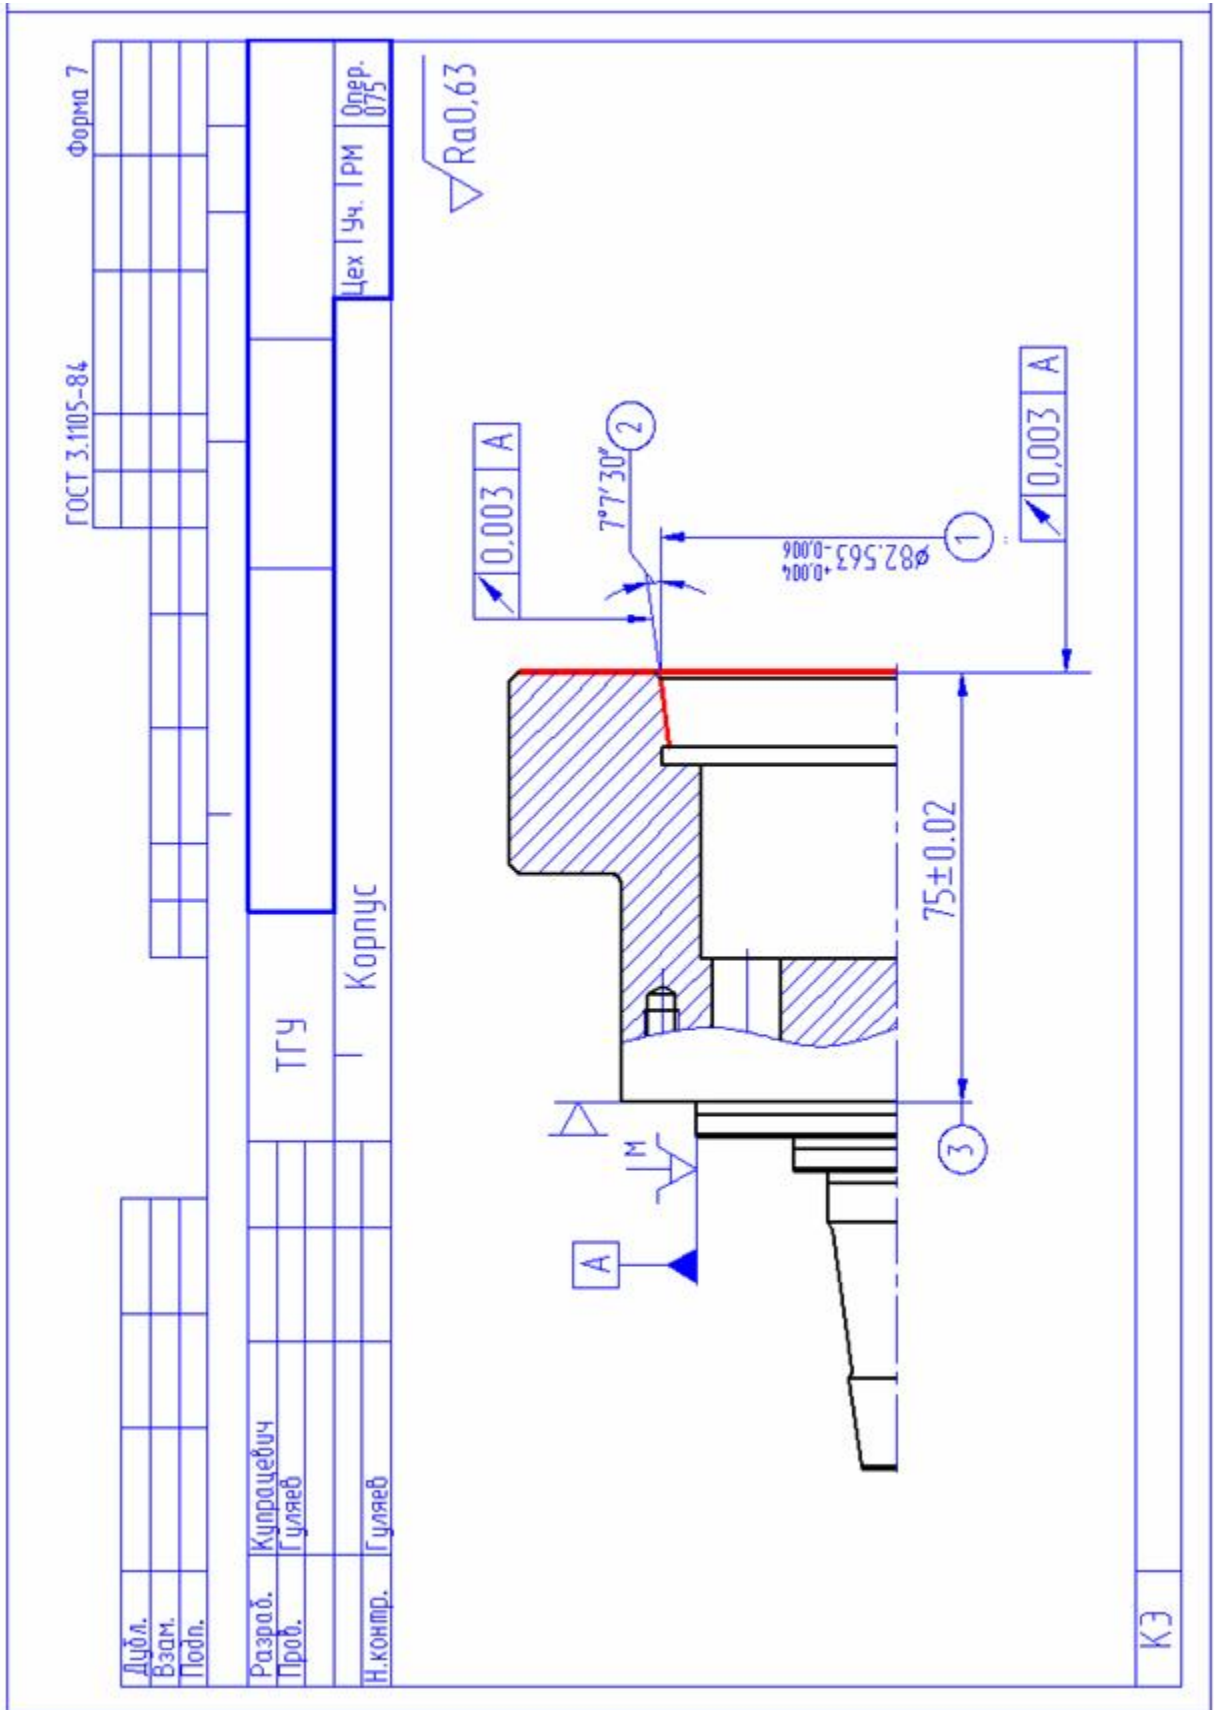 ГОСТ 3.1105-84
Форма 7
Дубл.
Взам.
Подп.
Разраб. Купрацевич
Пров. Гуляев
Н.контр. Гуляев
ТГУ
Корпус
Цех Уч. РМ Опер.
075
Ra0,63
0,003 A
7°7'30"
2
ø82.563 +0,004 -0,006
1
0,003 A
A
М
75±0.02
3
КЭ